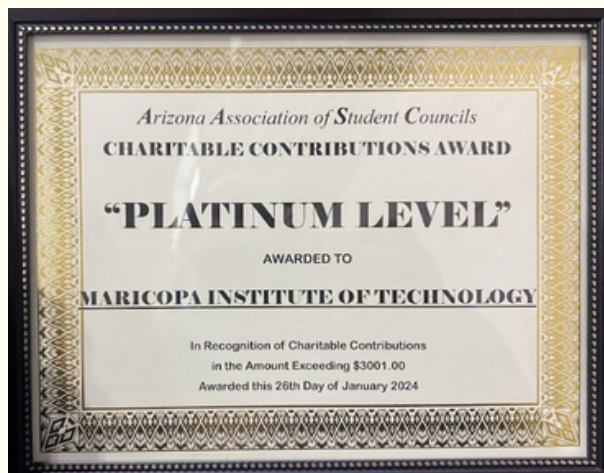 Arizona Association of Student Councils
CHARITABLE CONTRIBUTIONS AWARD
“PLATINUM LEVEL”
AWARDED TO
MARICOPA INSTITUTE OF TECHNOLOGY
In Recognition of Charitable Contributions
in the Amount Exceeding $3001.00
Awarded this 26th Day of January 2024